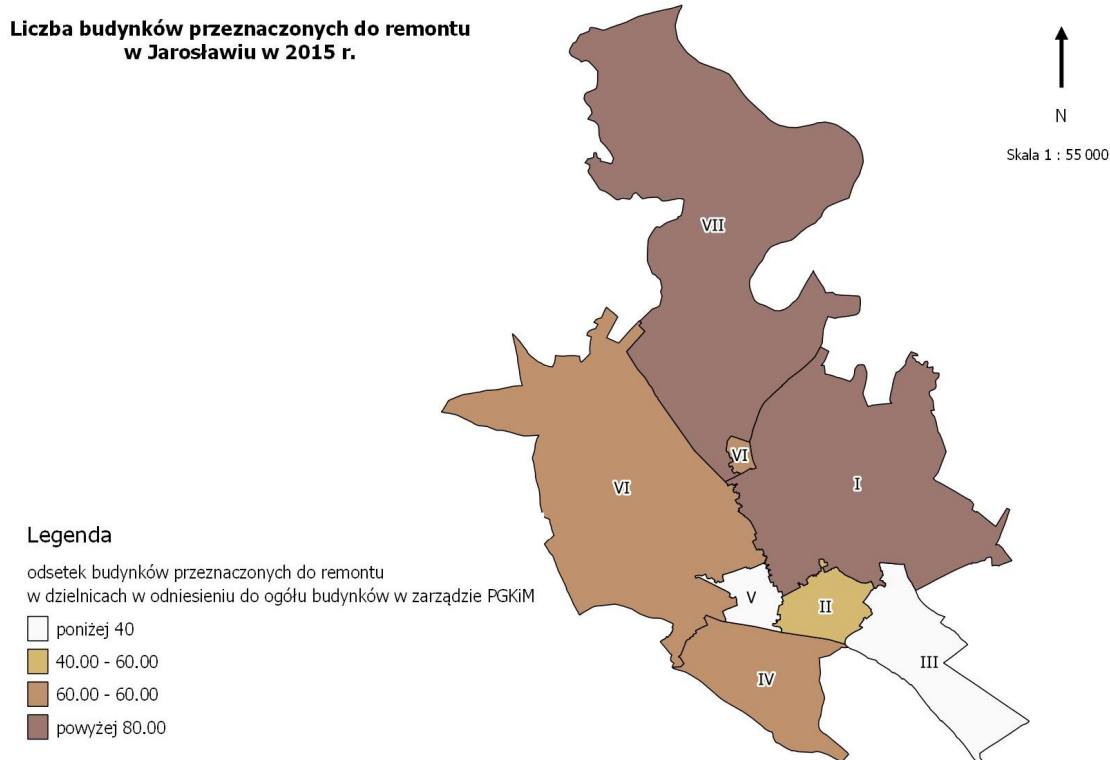 Liczba budynków przeznaczonych do remontu
w Jarosławiu w 2015 r.
N
Skala 1 : 55 000
VII
VI
I
VI
V
II
III
IV
Legenda
odsetek budynków przeznaczonych do remontu
w dzielnicach w odniesieniu do ogółu budynków w zarządzie PGKiM
poniżej 40
40.00 - 60.00
60.00 - 60.00
powyżej 80.00